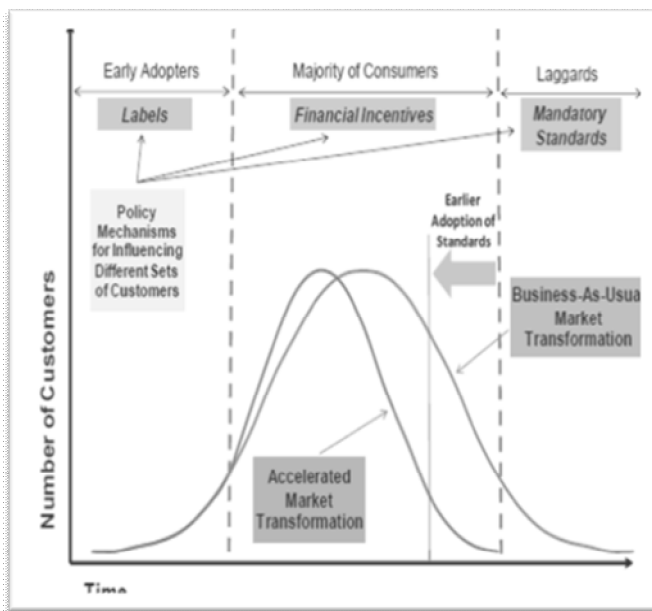 Early Adopters
Majority of Consumers
Laggards
Labels
Financial Incentives
Mandatory
Standards
Policy
Mechanisms
for Influencing
Different Sets
of Customers
Earlier
Adoption of
Standards
Business-As-Usua
Market
Transformation
Accelerated
Market
Transformation
Number of Customers
Time